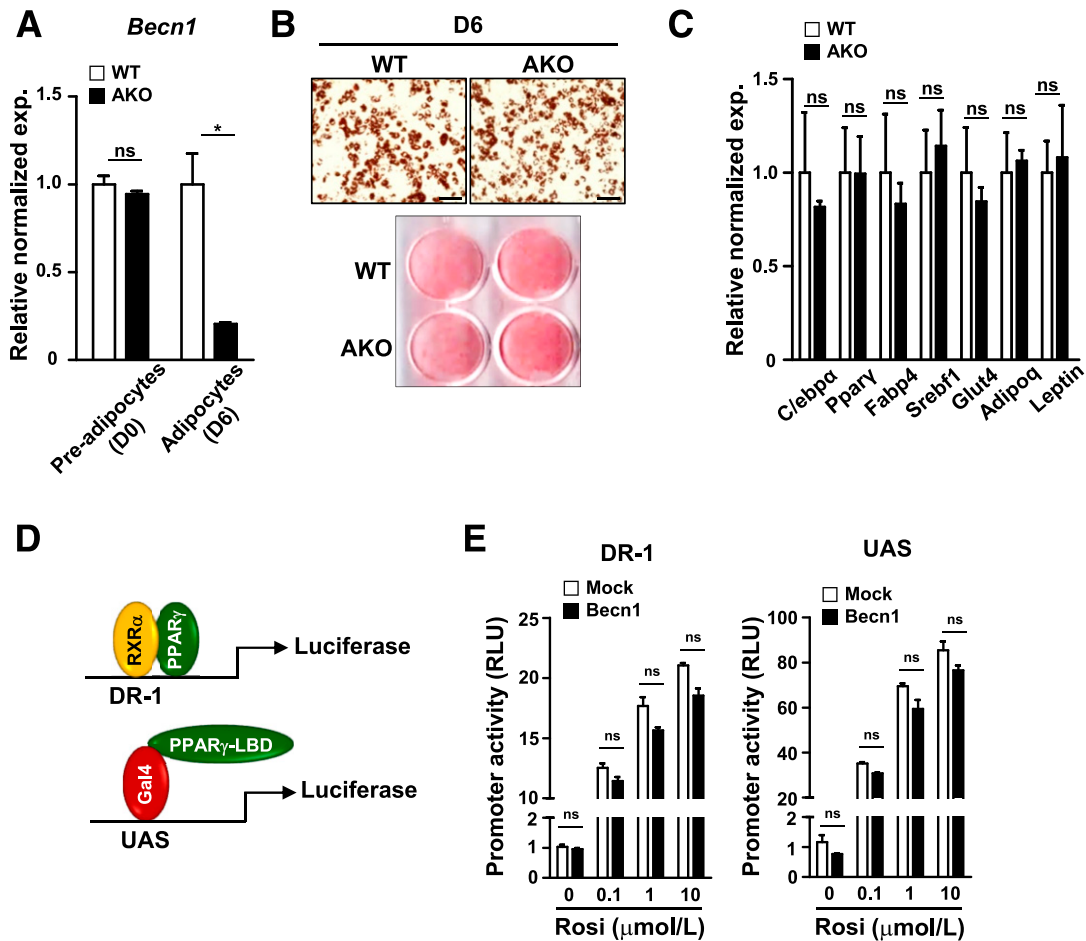 A
Becn1
WT
AKO
Relative normalized exp.
1.5
1.0
1.0
0
ns
*
Pre-adipocytes
(D0)
Adipocytes
(D6)
B
D6
WT
AKO
WT
AKO
C
WT
AKO
Relative normalized exp.
1.5
1.0
0.5
0
ns
ns
ns
ns
ns
ns
ns
C/ebpα
Pparγ
Fabp4
Srebf1
Glut4
Adipoq
Leptin
D
RXRα
PPARγ
Luciferase
DR-1
PPARγ-LBD
Gal4
Luciferase
UAS
E
DR-1
Mock
Becn1
Promoter activity (RLU)
25
20
15
10
2
1
0
ns
ns
ns
ns
0
0.1
1
10
Rosi (μmol/L)
UAS
Mock
Becn1
Promoter activity (RLU)
100
80
60
40
20
2
1
0
ns
ns
ns
ns
0
0.1
1
10
Rosi (μmol/L)